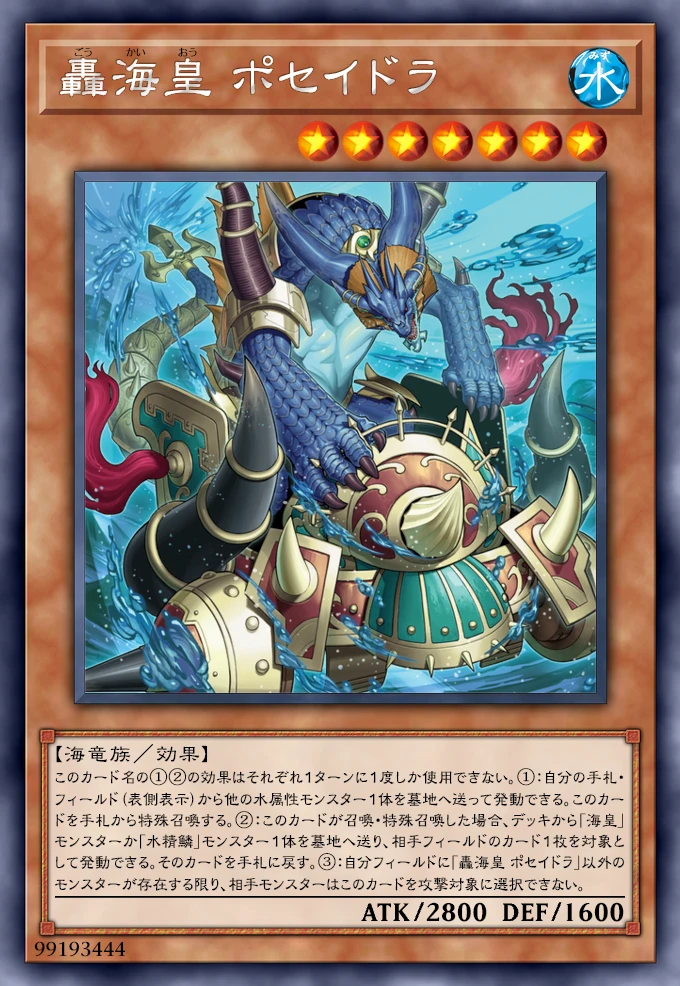 ごう かい おう
轟海皇 ポセイドラ
みず
水
【海竜族／効果】
このカード名の①②の効果はそれぞれ1ターンに1度しか使用できない。①：自分の手札・
フィールド（表側表示）から他の水属性モンスター1体を墓地へ送って発動できる。このカー
ドを手札から特殊召喚する。②：このカードが召喚・特殊召喚した場合、デッキから「海皇」
モンスターか「水精鱗」モンスター1体を墓地へ送り、相手フィールドのカード1枚を対象と
して発動できる。そのカードを手札に戻す。③：自分フィールドに「轟海皇 ポセイドラ」以外の
モンスターが存在する限り、相手モンスターはこのカードを攻撃対象に選択できない。
ATK/2800 DEF/1600
99193444